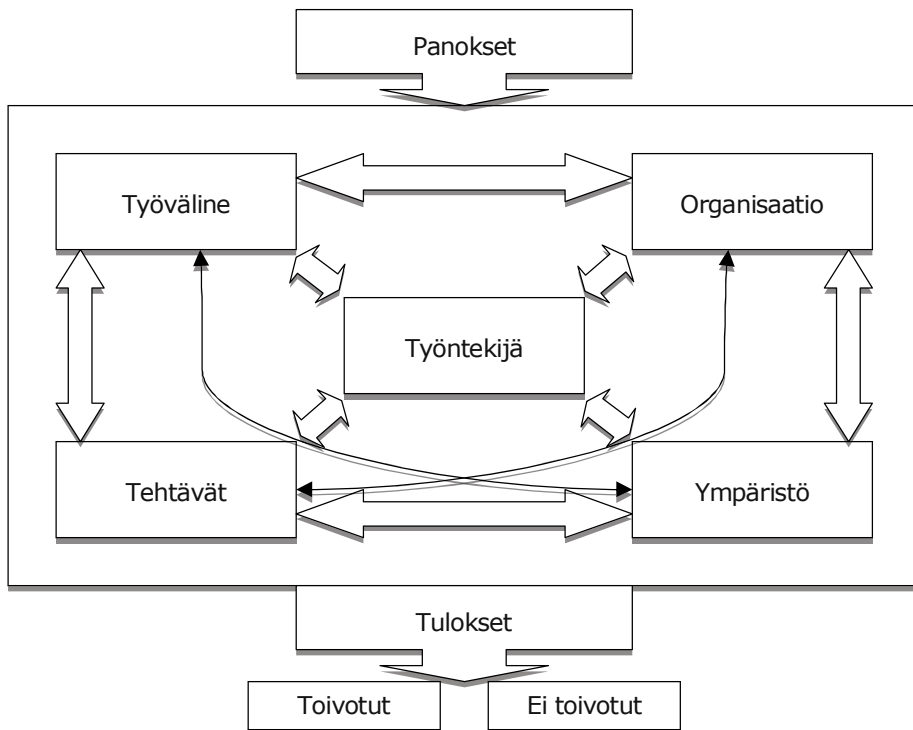 Panokset
Työväline
Organisaatio
Työntekijä
Tehtävät
Ympäristö
Tulokset
Toivotut
Ei toivotut